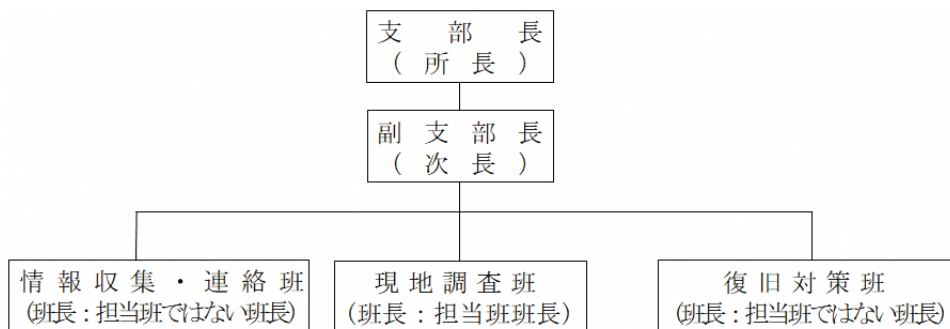 支部長
(所長)
副支部長
(次長)
情報収集・連絡班
(班長:担当班ではない班長)
現地調査班
(班長:担当班班長)
復旧対策班
(班長:担当班ではない班長)